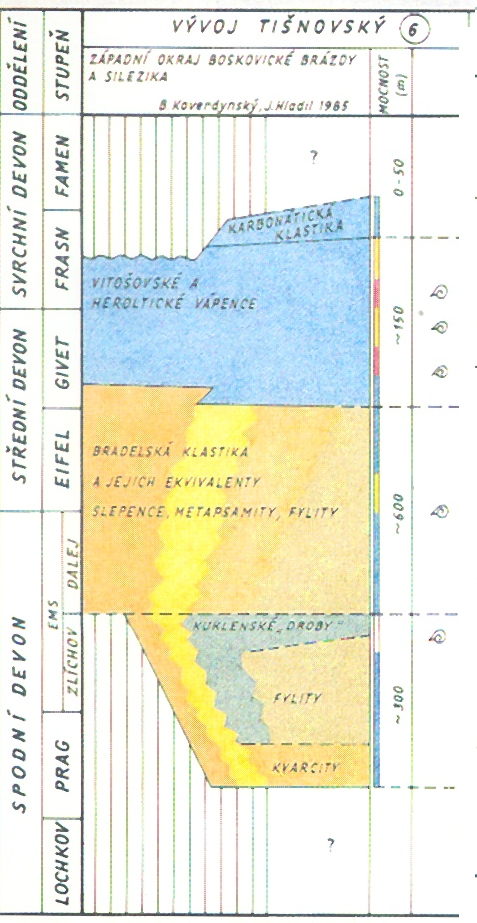 VÝVOJ TIŠNOVSKÝ 6
ODDĚLENÍ
STUPEŇ
ZÁPADNÍ OKRAJ BOSKOVICKÉ BRÁZDY
A SILEZIKA
B. Koverdynský, J. Hladil 1985
MOCNOST
(m)
SVRCHNÍ DEVON
FAMEN
FRASN
?
0-50
KARBONATICKÁ
KLASTIKA
VITOŠOVSKÉ A
HEROLTICKÉ VÁPENCE
~150
STŘEDNÍ DEVON
GIVET
EIFEL
BRADELSKÁ KLASTIKA
A JEJICH EKVIVALENTY
SLEPENCE, METAPSAMITY, FYLITY
~600
SPODNÍ DEVON
EMS
DALEJ
ZLÍCHOV
KUKLENSKÉ „DROBY"
FYLITY
~300
PRAG
KVARCITY
LOCHKOV
?